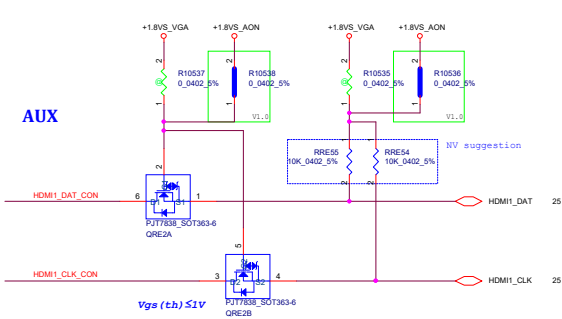 +1.8VS_VGA
+1.8VS_AON
+1.8VS_VGA
+1.8VS_AON
2
2
2
2
R10537
0_0402_5%
R10538
0_0402_5%
R10535
0_0402_5%
R10536
0_0402_5%
@
@
1
1
1
1
V1.0
V1.0
AUX
NV suggestion
RRE55
10K_0402_5%
RRE54
10K_0402_5%
2
2
2
HDMI1_DAT_CON
6
D1
S1
1
HDMI1_DAT
25
PJT7838_SOT363-6
QRE2A
5
HDMI1_CLK_CON
3
D2
S2
4
HDMI1_CLK
25
Vgs(th)≤1V
PJT7838_SOT363-6
QRE2B